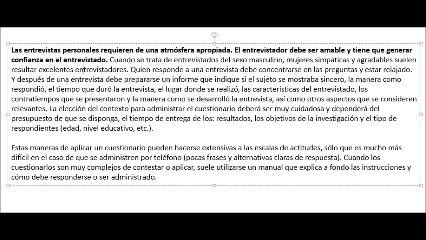 Las entrevistas personales requieren de una atmósfera apropiada. El entrevistador debe ser amable y tiene que generar
confianza en el entrevistado. Cuando se trata de entrevistados del sexo masculino, mujeres simpáticas y agradables suelen
resultar excelentes entrevistadores. Quien responde a una entrevista debe concentrarse en las preguntas y estar relajado.
Y después de una entrevista debe prepararse un informe que indique si el sujeto se mostraba sincero, la manera como
respondió, el tiempo que duró la entrevista, el lugar donde se realizó, las características del entrevistado, los
contratiempos que se presentaron y la manera como se desarrolló la entrevista, así como otros aspectos que se consideren
relevantes. La elección del contexto para administrar el cuestionario deberá ser muy cuidadosa y dependerá del
presupuesto de que se disponga, el tiempo de entrega de los: resultados, los objetivos de la investigación y el tipo de
respondientes (edad, nivel educativo, etc.).
Estas maneras de aplicar un cuestionario pueden hacerse extensivas a las escalas de actitudes, sólo que es mucho más
difícil en el caso de que se administren por teléfono (pocas frases y alternativas claras de respuesta). Cuando los
cuestionarlos son muy complejos de contestar o aplicar, suele utilizarse un manual que explica a fondo las instrucciones y
cómo debe responderse o ser administrado.